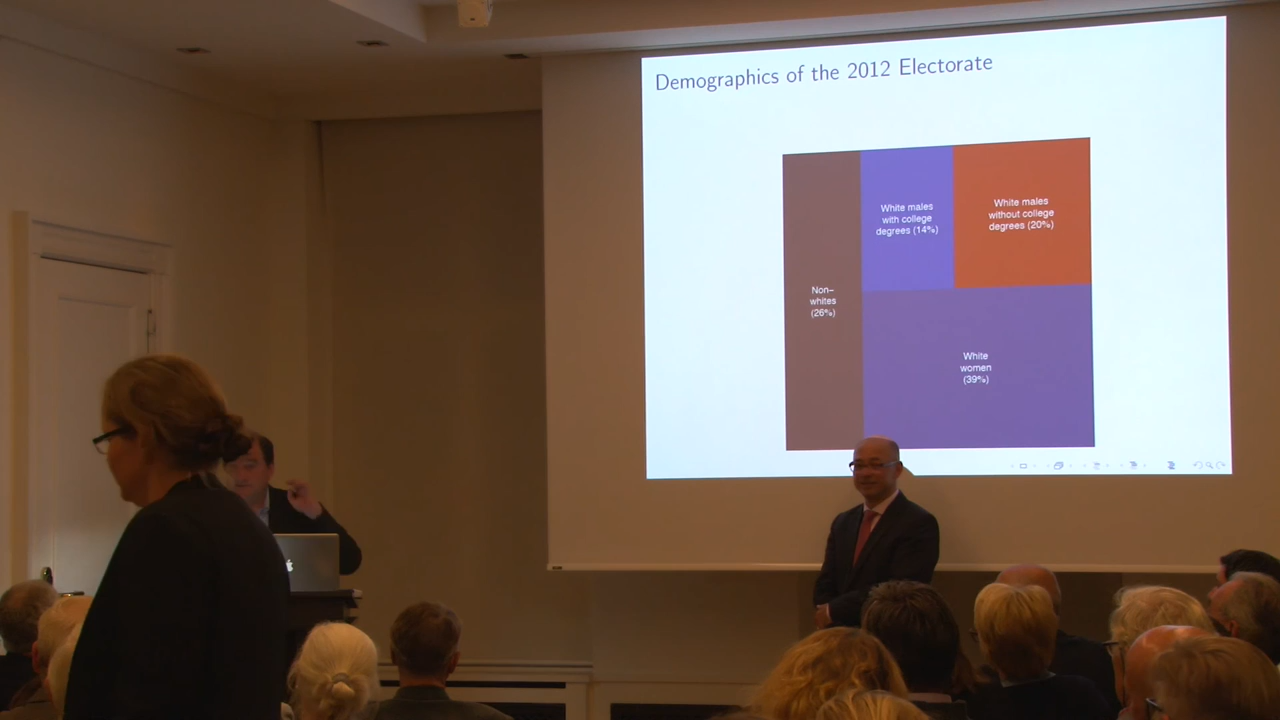 Demographics of the 2012 Electorate
White males
with college
degrees (14%)
White males
without college
degrees (20%)
Non–
whites
(26%)
White
women
(39%)